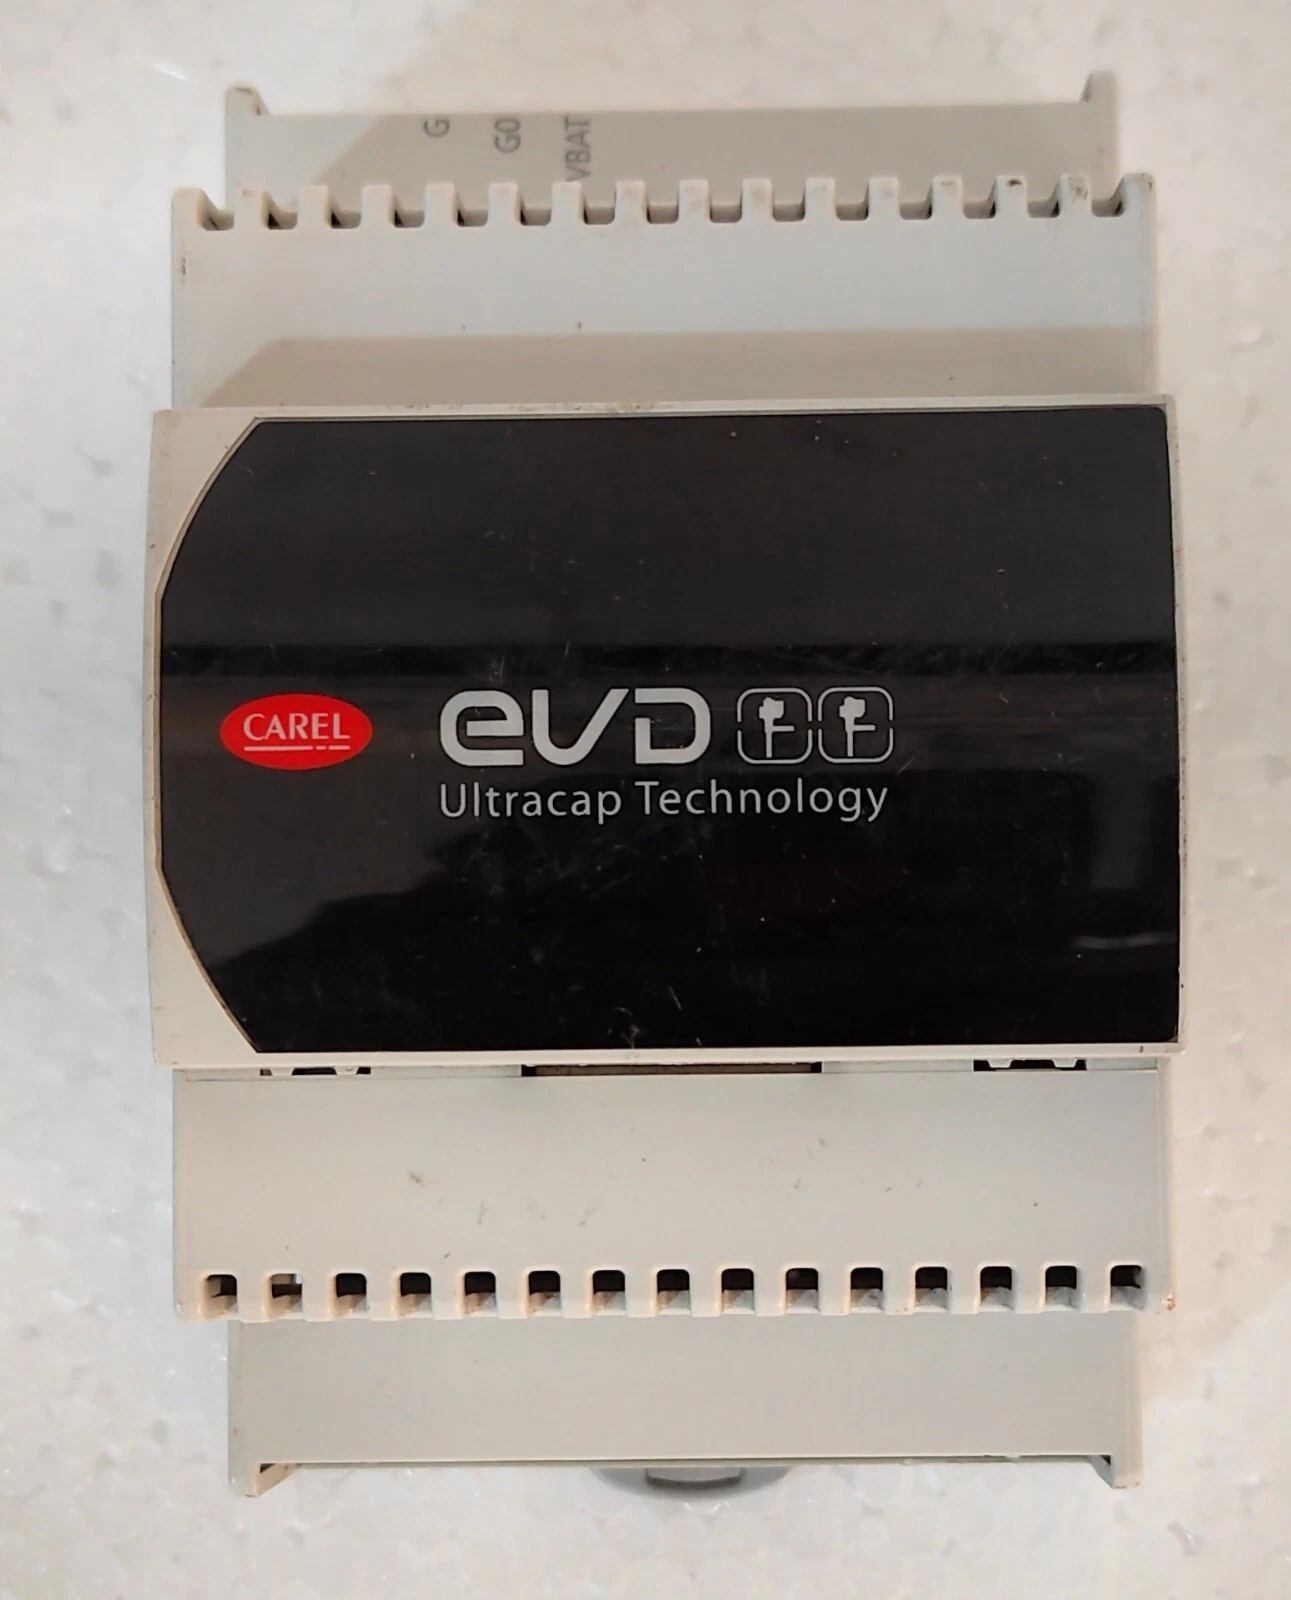 G
G0
VBAT
CAREL
evD
Ultracap Technology